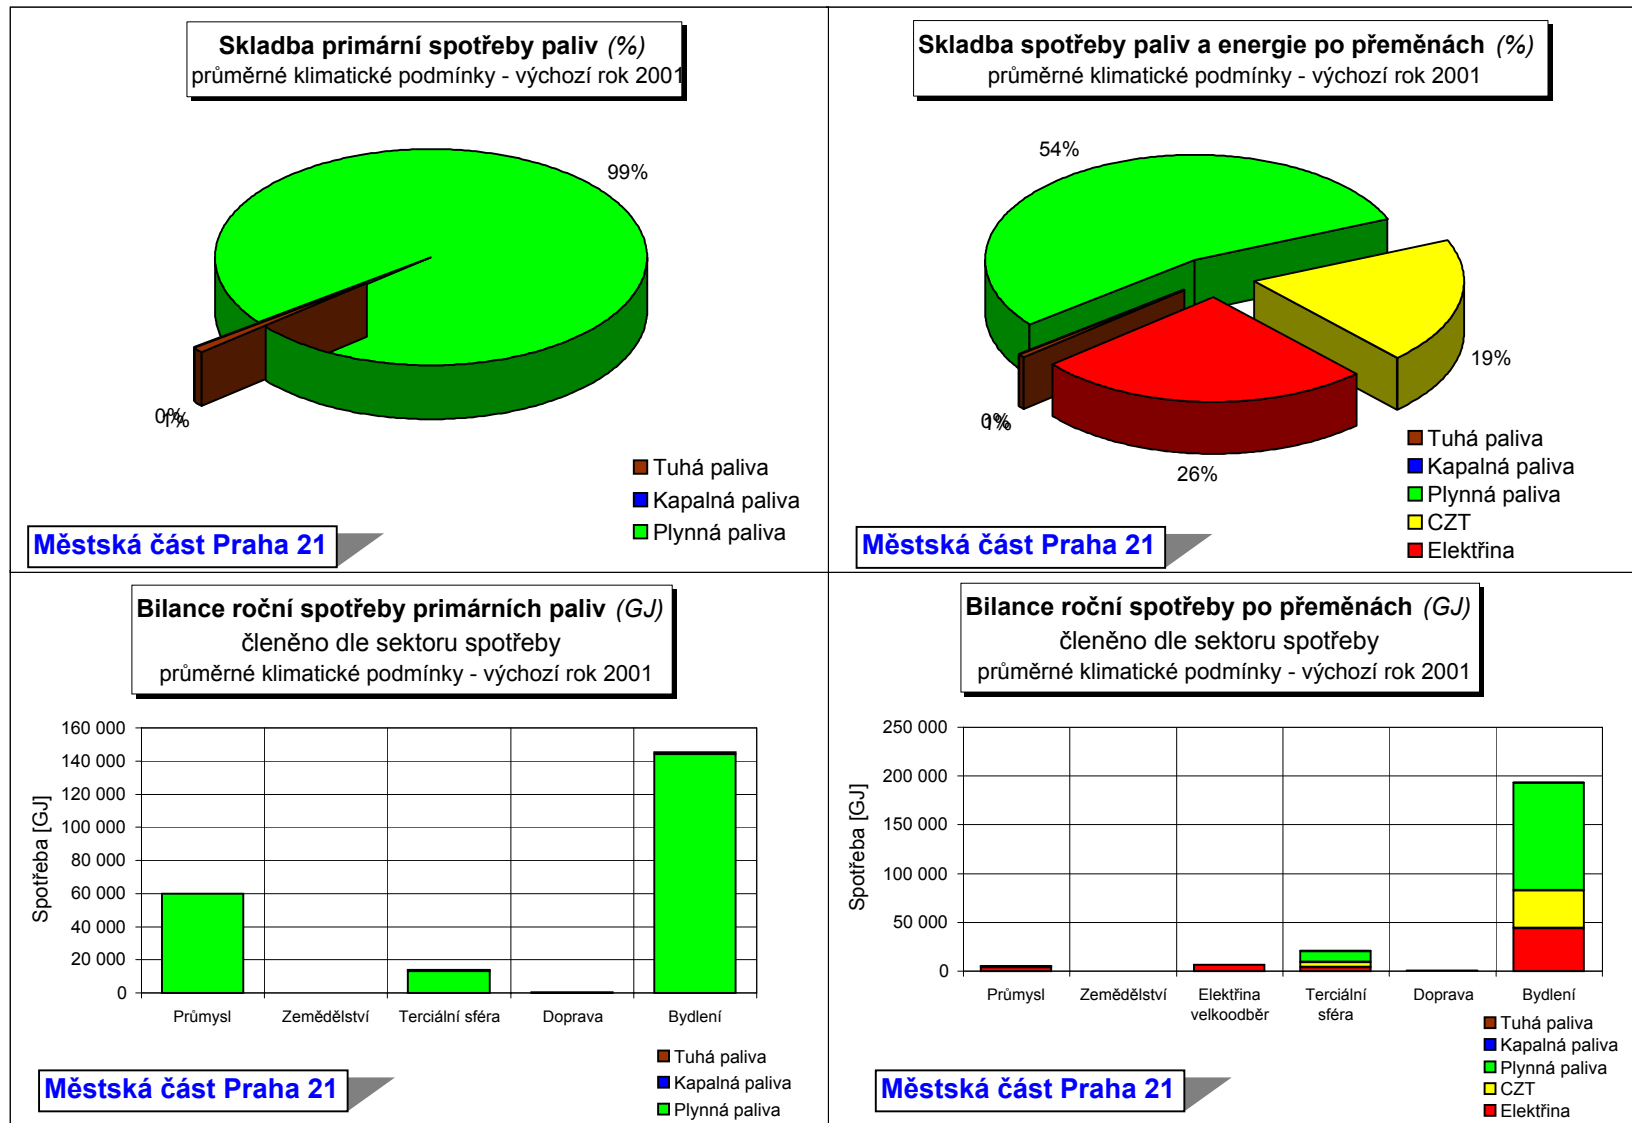 Skladba primární spotřeby paliv (%)
průměrné klimatické podmínky - výchozí rok 2001
99%
0%
1%
Tuhá paliva
Kapalná paliva
Plynná paliva
Městská část Praha 21
Skladba spotřeby paliv a energie po přeměnách (%)
průměrné klimatické podmínky - výchozí rok 2001
54%
19%
0%
1%
26%
Tuhá paliva
Kapalná paliva
Plynná paliva
CZT
Elektřina
Městská část Praha 21
Bilance roční spotřeby primárních paliv (GJ)
členěno dle sektoru spotřeby
průměrné klimatické podmínky - výchozí rok 2001
Spotřeba [GJ]
160 000
140 000
120 000
100 000
80 000
60 000
40 000
20 000
0
Průmysl Zemědělství Terciální sféra Doprava Bydlení
Tuhá paliva
Kapalná paliva
Plynná paliva
Městská část Praha 21
Bilance roční spotřeby po přeměnách (GJ)
členěno dle sektoru spotřeby
průměrné klimatické podmínky - výchozí rok 2001
Spotřeba [GJ]
250 000
200 000
150 000
100 000
50 000
0
Průmysl Zemědělství Elektřina Terciální Doprava Bydlení
velkoodběr sféra
Tuhá paliva
Kapalná paliva
Plynná paliva
CZT
Elektřina
Městská část Praha 21